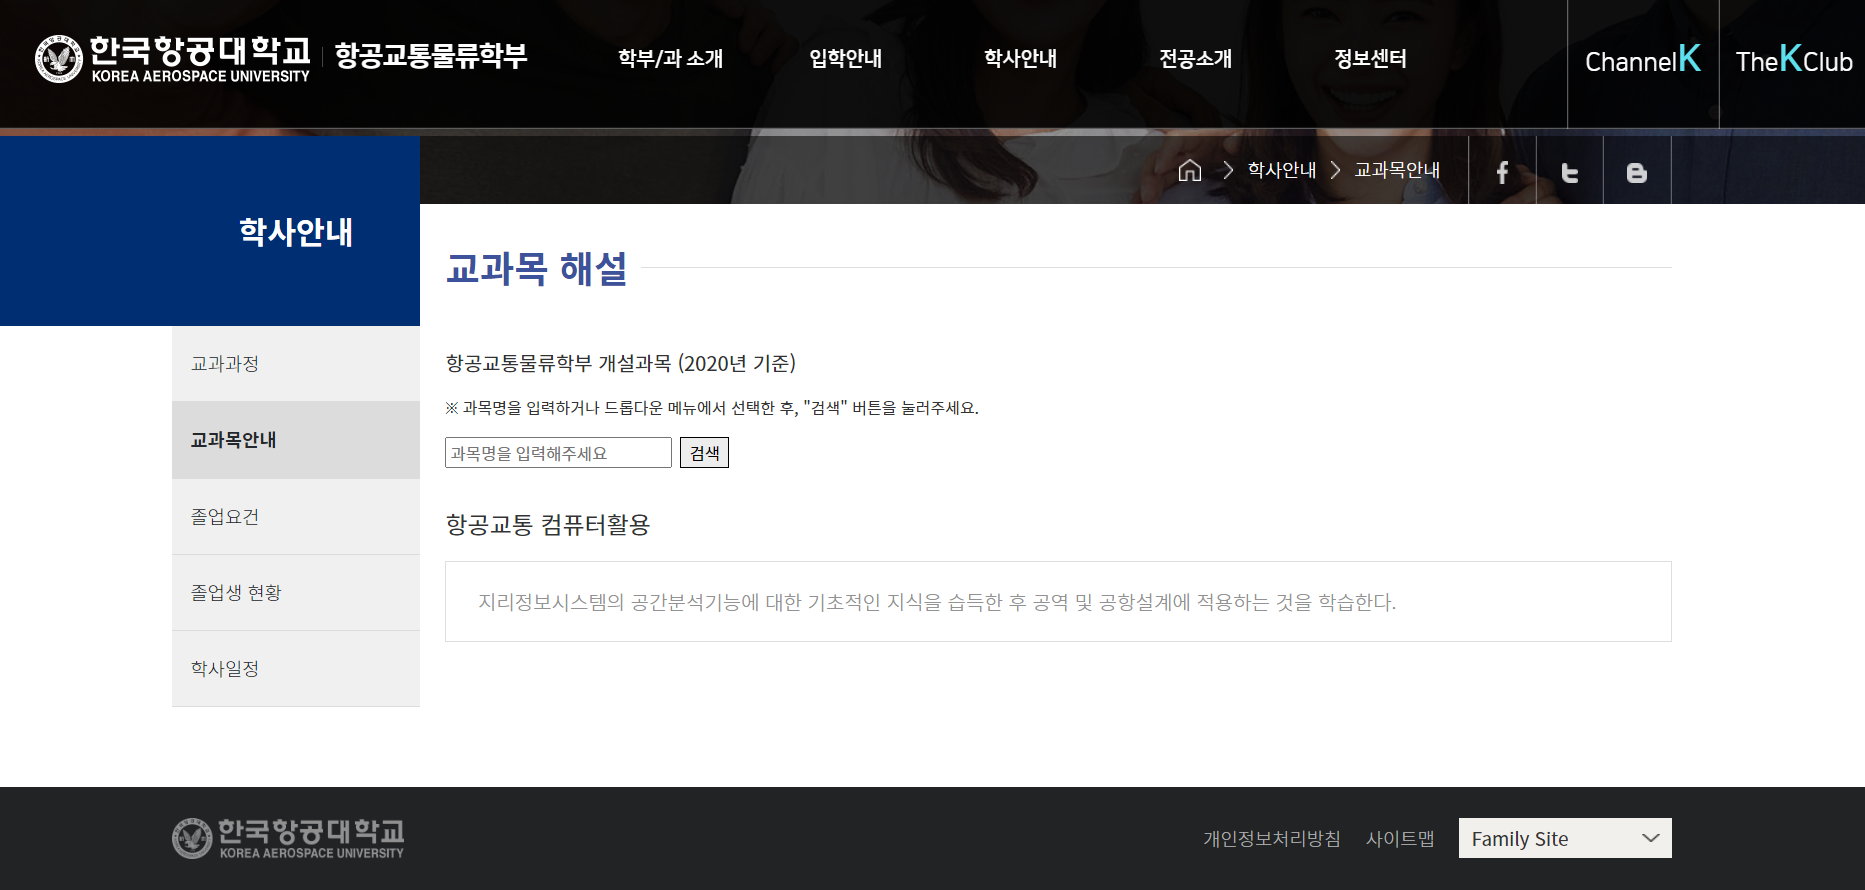 한국항공대학교
KOREA AEROSPACE UNIVERSITY
항공교통물류학부
학부/과 소개
입학안내
학사안내
전공소개
정보센터
ChannelK
TheKClub
학사안내
교과목안내
학사안내
교과과정
교과목안내
졸업요건
졸업생 현황
학사일정
교과목 해설
항공교통물류학부 개설과목 (2020년 기준)
※ 과목명을 입력하거나 드롭다운 메뉴에서 선택한 후, "검색" 버튼을 눌러주세요.
과목명을 입력해주세요
검색
항공교통 컴퓨터활용
지리정보시스템의 공간분석기능에 대한 기초적인 지식을 습득한 후 공역 및 공항설계에 적용하는 것을 학습한다.
한국항공대학교
KOREA AEROSPACE UNIVERSITY
개인정보처리방침
사이트맵
Family Site